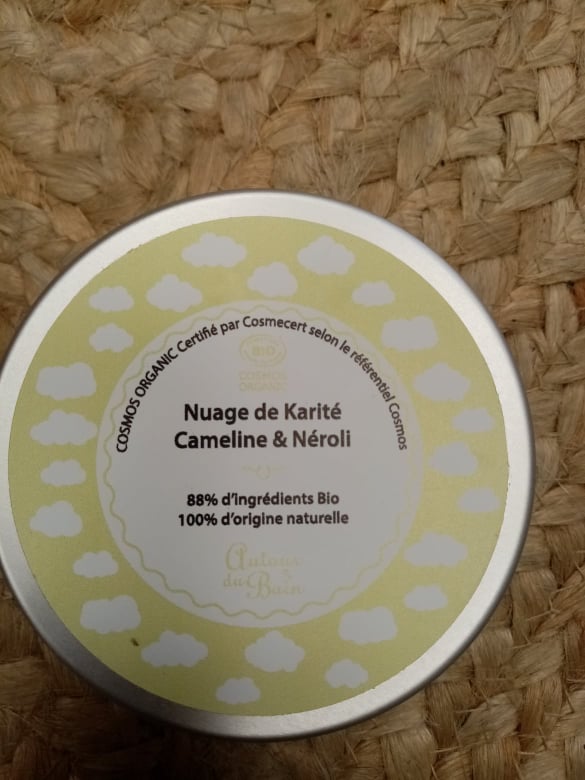 COSMOS ORGANIC Certifié par Cosmecert selon le référentiel Cosmos
BIO
COSMOS
ORGANIC
Nuage de Karité
Cameline & Néroli
88% d'ingrédients Bio
100% d'origine naturelle
Autour
du Bain